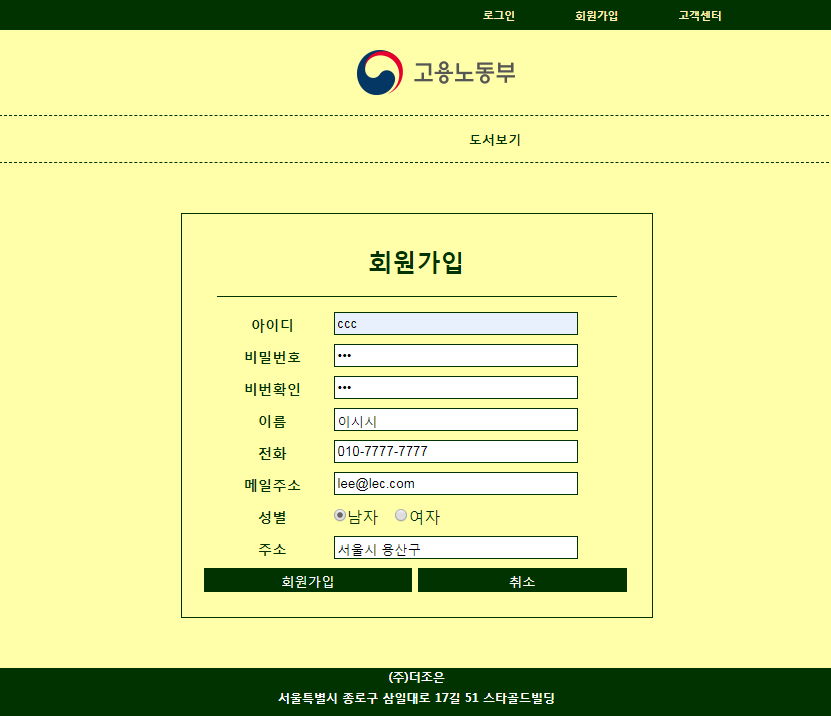 로그인 회원가입 고객센터
고용노동부
도서보기
회원가입
아이디 ccc
비밀번호 •••
비번확인 •••
이름 이시시
전화 010-7777-7777
메일주소 lee@lec.com
성별 남자 여자
주소 서울시 용산구
회원가입 취소
(주)더조은
서울특별시 종로구 삼일대로 17길 51 스타골드빌딩